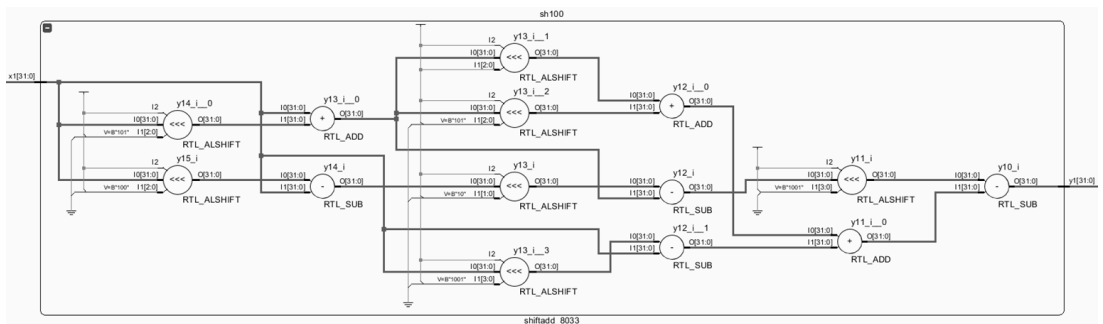 sh100
x1[31:0]
y14_i__0
I2
I0[31:0]
V=B"101"
I1[2:0]
O[31:0]
<<<
RTL_ALSHIFT
y15_i
I2
I0[31:0]
V=B"100"
I1[2:0]
O[31:0]
<<<
RTL_ALSHIFT
y13_i__0
I0[31:0]
I1[31:0]
+
O[31:0]
RTL_ADD
y14_i
I0[31:0]
I1[31:0]
-
O[31:0]
RTL_SUB
y13_i__1
I2
I0[31:0]
I1[2:0]
O[31:0]
<<<
RTL_ALSHIFT
y13_i__2
I2
I0[31:0]
V=B"101"
I1[2:0]
O[31:0]
<<<
RTL_ALSHIFT
y13_i
I2
I0[31:0]
V=B"10"
I1[2:0]
O[31:0]
<<<
RTL_ALSHIFT
y13_i__3
I2
I0[31:0]
V=B"1001"
I1[3:0]
O[31:0]
<<<
RTL_ALSHIFT
y12_i__0
I0[31:0]
I1[31:0]
+
O[31:0]
RTL_ADD
y12_i
I0[31:0]
I1[31:0]
-
O[31:0]
RTL_SUB
y12_i__1
I0[31:0]
I1[31:0]
-
O[31:0]
RTL_SUB
y11_i
I2
I0[31:0]
V=B"1001"
I1[3:0]
O[31:0]
<<<
RTL_ALSHIFT
y11_i__0
I0[31:0]
I1[31:0]
+
O[31:0]
RTL_ADD
y10_i
I0[31:0]
I1[31:0]
-
O[31:0]
RTL_SUB
y1[31:0]
shiftadd_8033